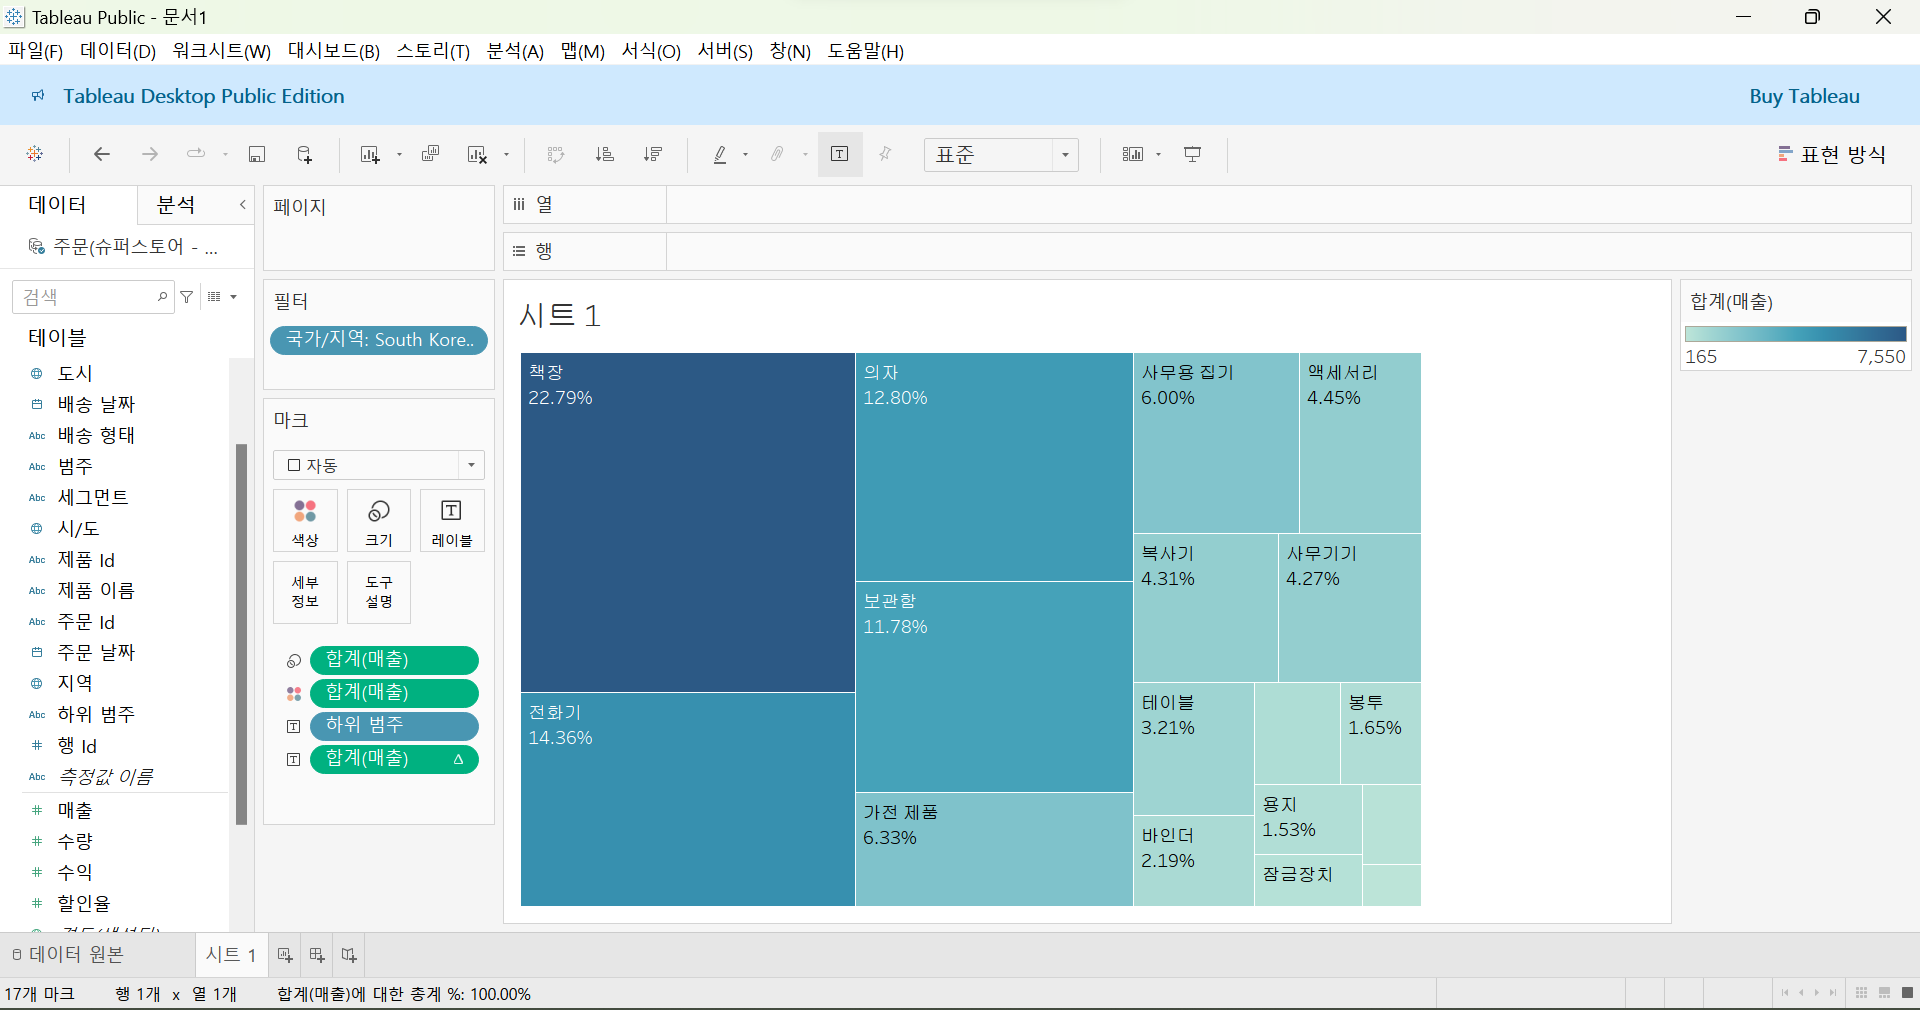 Tableau Public - 문서1
파일(F) 데이터(D) 워크시트(W) 대시보드(B) 스토리(T) 분석(A) 맵(M) 서식(O) 서버(S) 창(N) 도움말(H)
Tableau Desktop Public Edition
Buy Tableau
표준
표현 방식
데이터
분석
주문(슈퍼스토어 - ...
검색
테이블
도시
배송 날짜
Abc 배송 형태
Abc 범주
Abc 세그먼트
시/도
Abc 제품 Id
Abc 제품 이름
Abc 주문 Id
주문 날짜
지역
Abc 하위 범주
# 행 Id
Abc 측정값 이름
# 매출
# 수량
# 수익
# 할인율
페이지
필터
국가/지역: South Kore..
마크
자동
색상
크기
레이블
세부 정보
도구 설명
합계(매출)
합계(매출)
하위 범주
합계(매출) Δ
열
행
시트 1
책장
22.79%
전화기
14.36%
의자
12.80%
보관함
11.78%
가전 제품
6.33%
사무용 집기
6.00%
액세서리
4.45%
복사기
4.31%
사무기기
4.27%
테이블
3.21%
바인더
2.19%
봉투
1.65%
용지
1.53%
잠금장치
합계(매출)
165
7,550
데이터 원본
시트 1
17개 마크
행 1개 x 열 1개
합계(매출)에 대한 총계 %: 100.00%